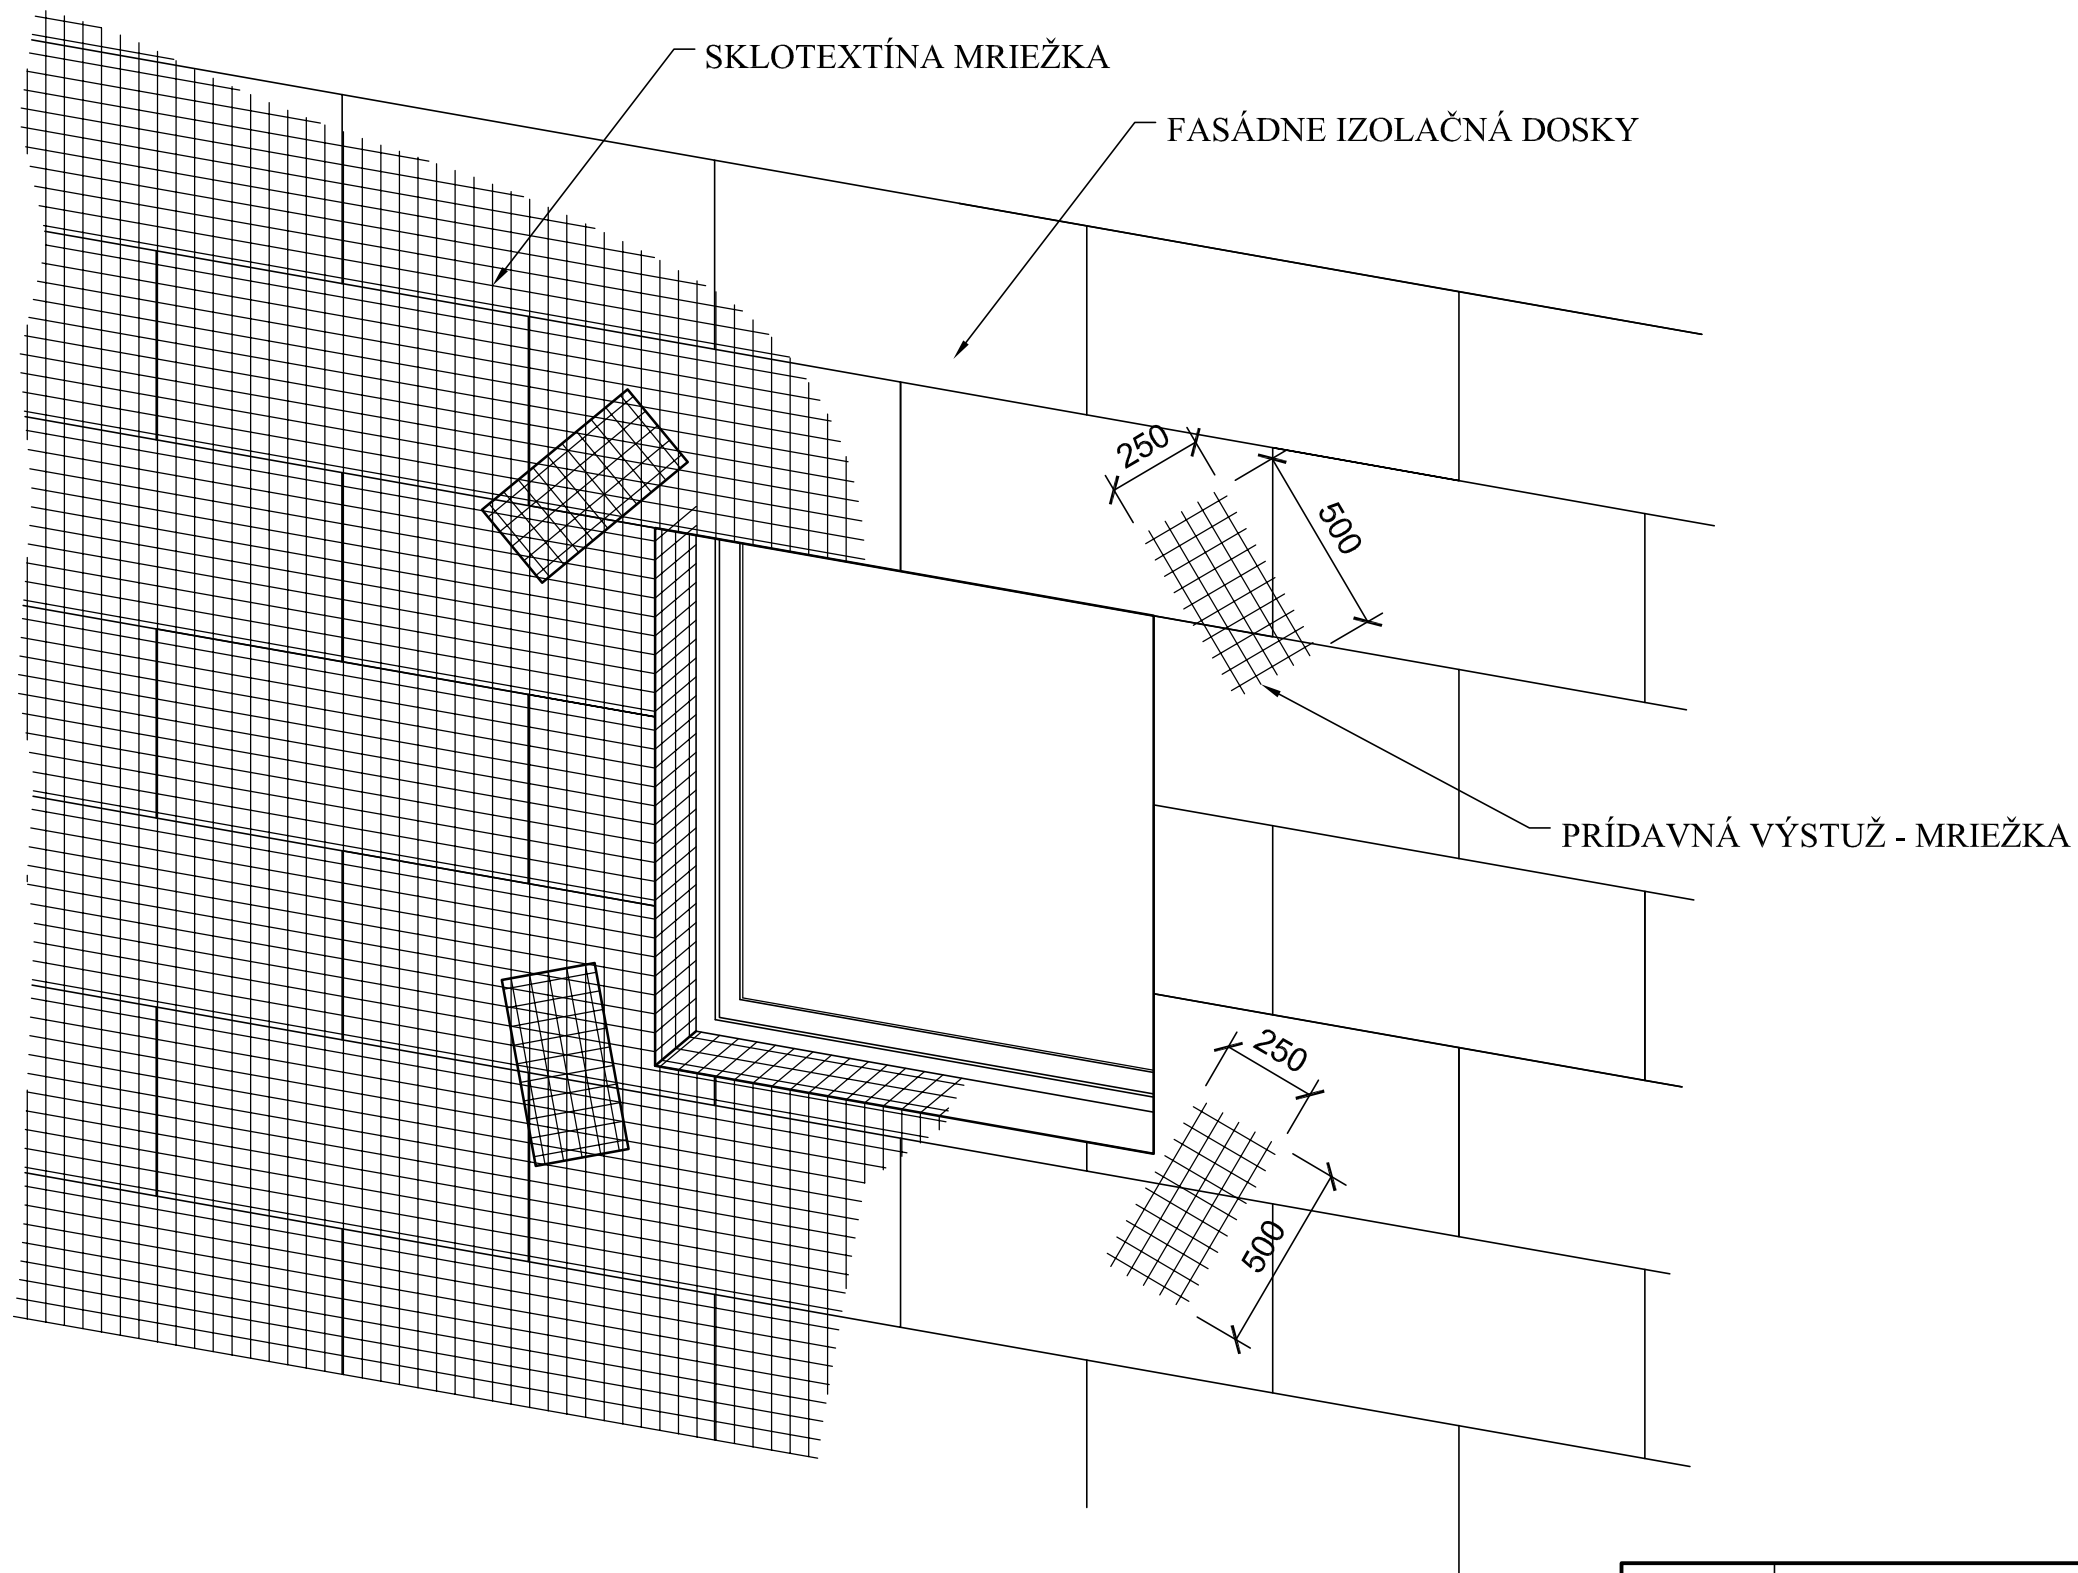 SKLOTEXTÍNA MRIEŽKA
FASÁDNE IZOLAČNÁ DOSKY
250
500
PRÍDAVNÁ VÝSTUŽ - MRIEŽKA
250
500